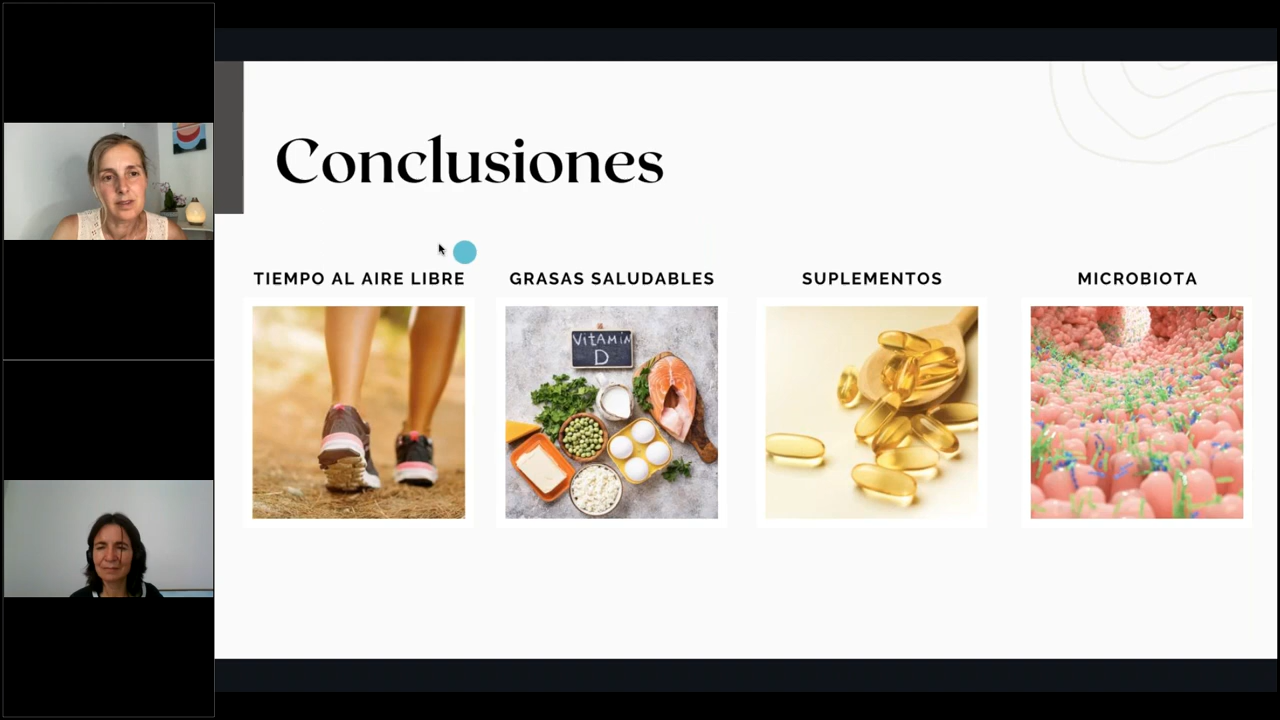 Conclusiones
TIEMPO AL AIRE LIBRE
GRASAS SALUDABLES
SUPLEMENTOS
MICROBIOTA
VitAMIN
D